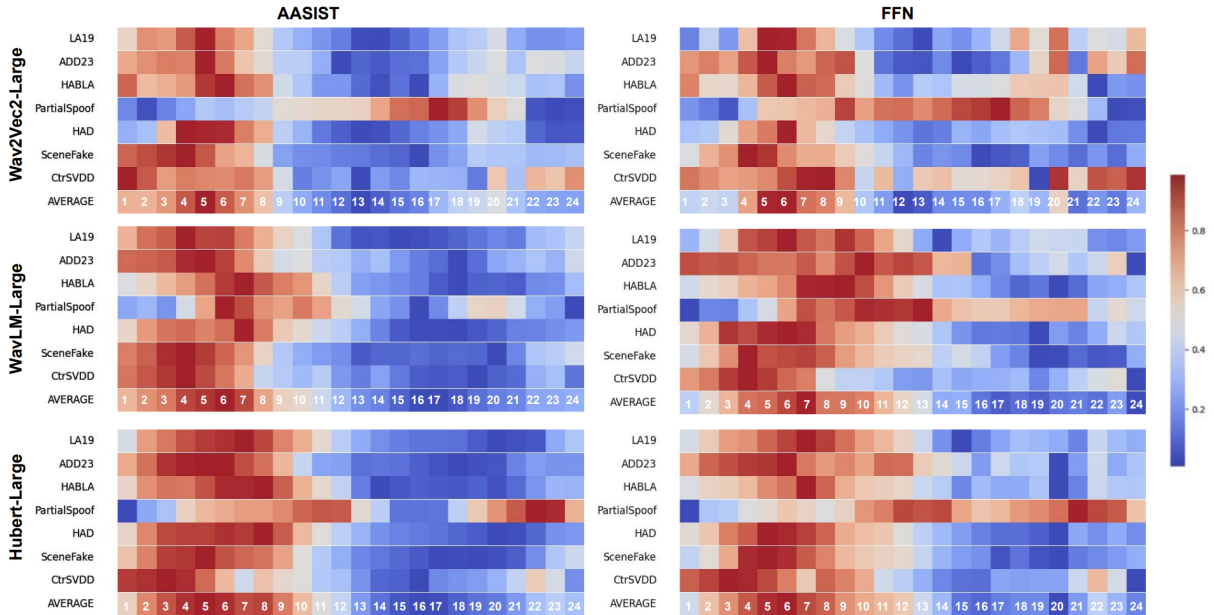 AASIST FFN
Wav2Vec2-Large
LA19
ADD23
HABLA
PartialSpoof
HAD
SceneFake
CtrSVDD
AVERAGE 1 2 3 4 5 6 7 8 9 10 11 12 13 14 15 16 17 18 19 20 21 22 23 24
LA19
ADD23
HABLA
PartialSpoof
HAD
SceneFake
CtrSVDD
AVERAGE 1 2 3 4 5 6 7 8 9 10 11 12 13 14 15 16 17 18 19 20 21 22 23 24
WavLM-Large
LA19
ADD23
HABLA
PartialSpoof
HAD
SceneFake
CtrSVDD
AVERAGE 1 2 3 4 5 6 7 8 9 10 11 12 13 14 15 16 17 18 19 20 21 22 23 24
LA19
ADD23
HABLA
PartialSpoof
HAD
SceneFake
CtrSVDD
AVERAGE 1 2 3 4 5 6 7 8 9 10 11 12 13 14 15 16 17 18 19 20 21 22 23 24
Hubert-Large
LA19
ADD23
HABLA
PartialSpoof
HAD
SceneFake
CtrSVDD
AVERAGE 1 2 3 4 5 6 7 8 9 10 11 12 13 14 15 16 17 18 19 20 21 22 23 24
LA19
ADD23
HABLA
PartialSpoof
HAD
SceneFake
CtrSVDD
AVERAGE 1 2 3 4 5 6 7 8 9 10 11 12 13 14 15 16 17 18 19 20 21 22 23 24
0.8
0.6
0.4
0.2